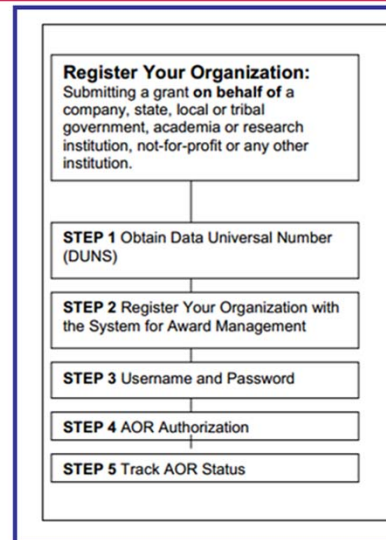 Register Your Organization:
Submitting a grant on behalf of a
company, state, local or tribal
government, academia or research
institution, not-for-profit or any other
institution.
STEP 1 Obtain Data Universal Number
(DUNS)
STEP 2 Register Your Organization with
the System for Award Management
STEP 3 Username and Password
STEP 4 AOR Authorization
STEP 5 Track AOR Status